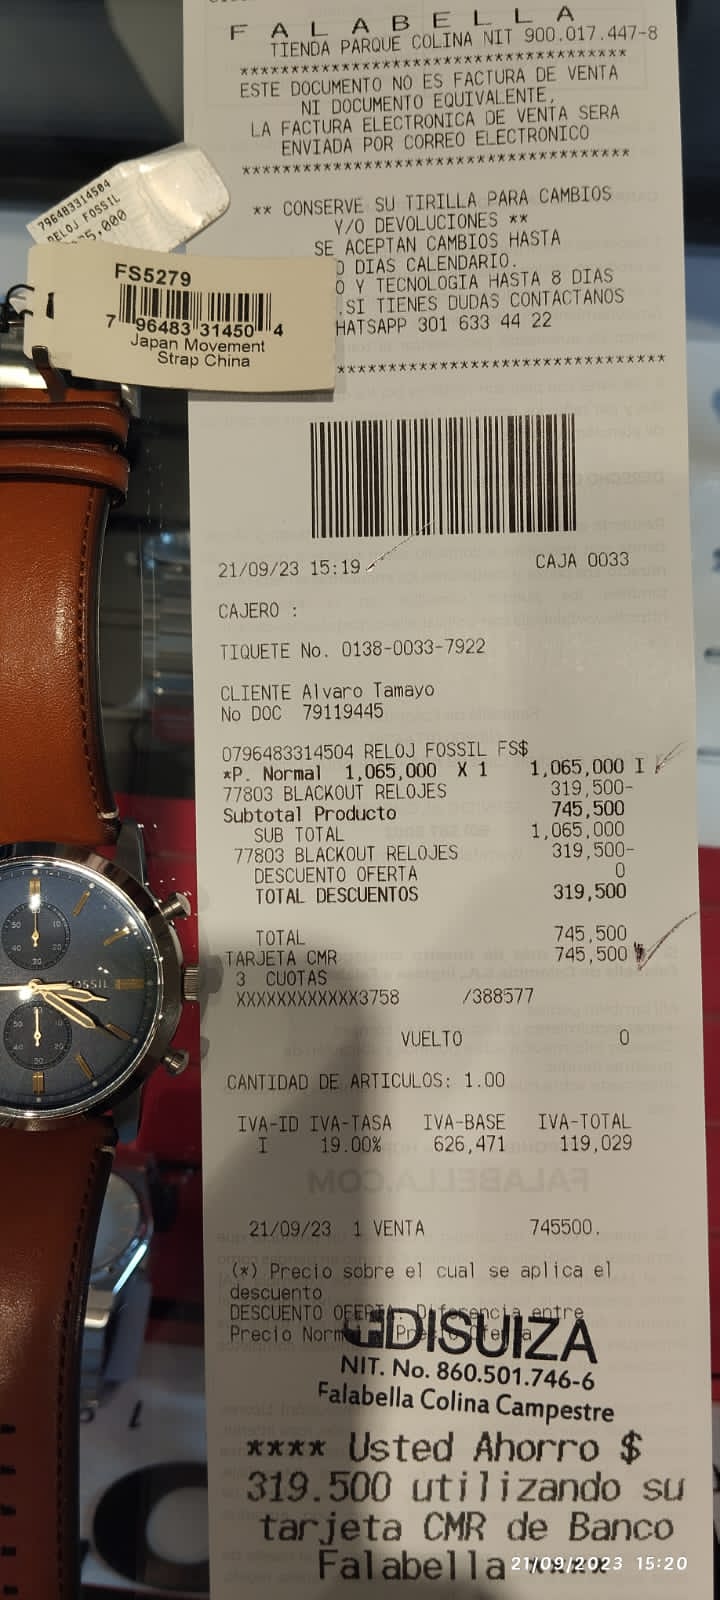 F A L A B E L L A
TIENDA PARQUE COLINA NIT 900.017.447-8
************************************
ESTE DOCUMENTO NO ES FACTURA DE VENTA
NI DOCUMENTO EQUIVALENTE,
LA FACTURA ELECTRONICA DE VENTA SERA
ENVIADA POR CORREO ELECTRONICO
************************************
** CONSERVE SU TIRILLA PARA CAMBIOS
Y/O DEVOLUCIONES **
SE ACEPTAN CAMBIOS HASTA
0 DIAS CALENDARIO.
O Y TECNOLOGIA HASTA 8 DIAS
.SI TIENES DUDAS CONTACTANOS
HATSAPP 301 633 44 22
************************************
796483314504
RELOJ FOSSIL
5,000
FS5279
7 96483 31450 4
Japan Movement
Strap China
21/09/23 15:19 CAJA 0033
CAJERO :
TIQUETE No. 0138-0033-7922
CLIENTE Alvaro Tamayo
No DOC 79119445
0796483314504 RELOJ FOSSIL FS$
*P. Normal 1,065,000 X 1 1,065,000 I
77803 BLACKOUT RELOJES 319,500-
Subtotal Producto 745,500
SUB TOTAL 1,065,000
77803 BLACKOUT RELOJES 319,500-
DESCUENTO OFERTA 0
TOTAL DESCUENTOS 319,500
TOTAL 745,500
TARJETA CMR 745,500
3 CUOTAS
XXXXXXXXXXXX3758 /388577
VUELTO 0
CANTIDAD DE ARTICULOS: 1.00
IVA-ID IVA-TASA IVA-BASE IVA-TOTAL
I 19.00% 626,471 119,029
21/09/23 1 VENTA 745500.
(*) Precio sobre el cual se aplica el
descuento
DESCUENTO OFERTA. Diferencia entre
Precio Normal Precio Oferta
DISUIZA
NIT. No. 860.501.746-6
Falabella Colina Campestre
**** Usted Ahorro $
319.500 utilizando su
tarjeta CMR de Banco
Falabella ****
21/09/2023 15:20
FOSSIL